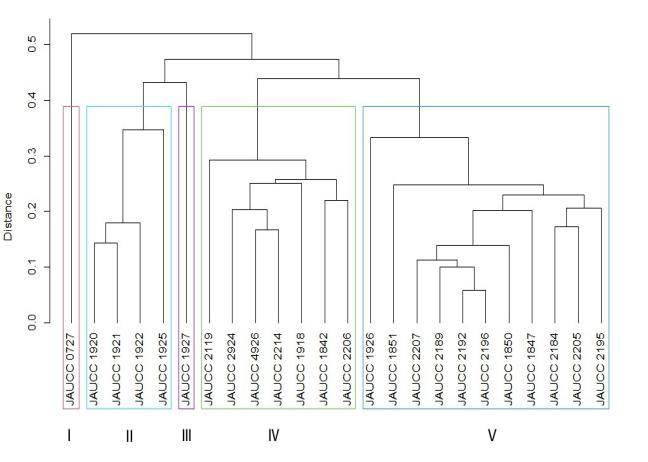 0.5
0.4
0.3
0.2
0.1
0.0
Distance
JAUCC 0727
JAUCC 1920
JAUCC 1921
JAUCC 1922
JAUCC 1925
JAUCC 1927
JAUCC 2119
JAUCC 2924
JAUCC 4926
JAUCC 2214
JAUCC 1918
JAUCC 1842
JAUCC 2206
JAUCC 1926
JAUCC 1851
JAUCC 2207
JAUCC 2189
JAUCC 2192
JAUCC 2196
JAUCC 1850
JAUCC 1847
JAUCC 2184
JAUCC 2205
JAUCC 2195
I II III IV V